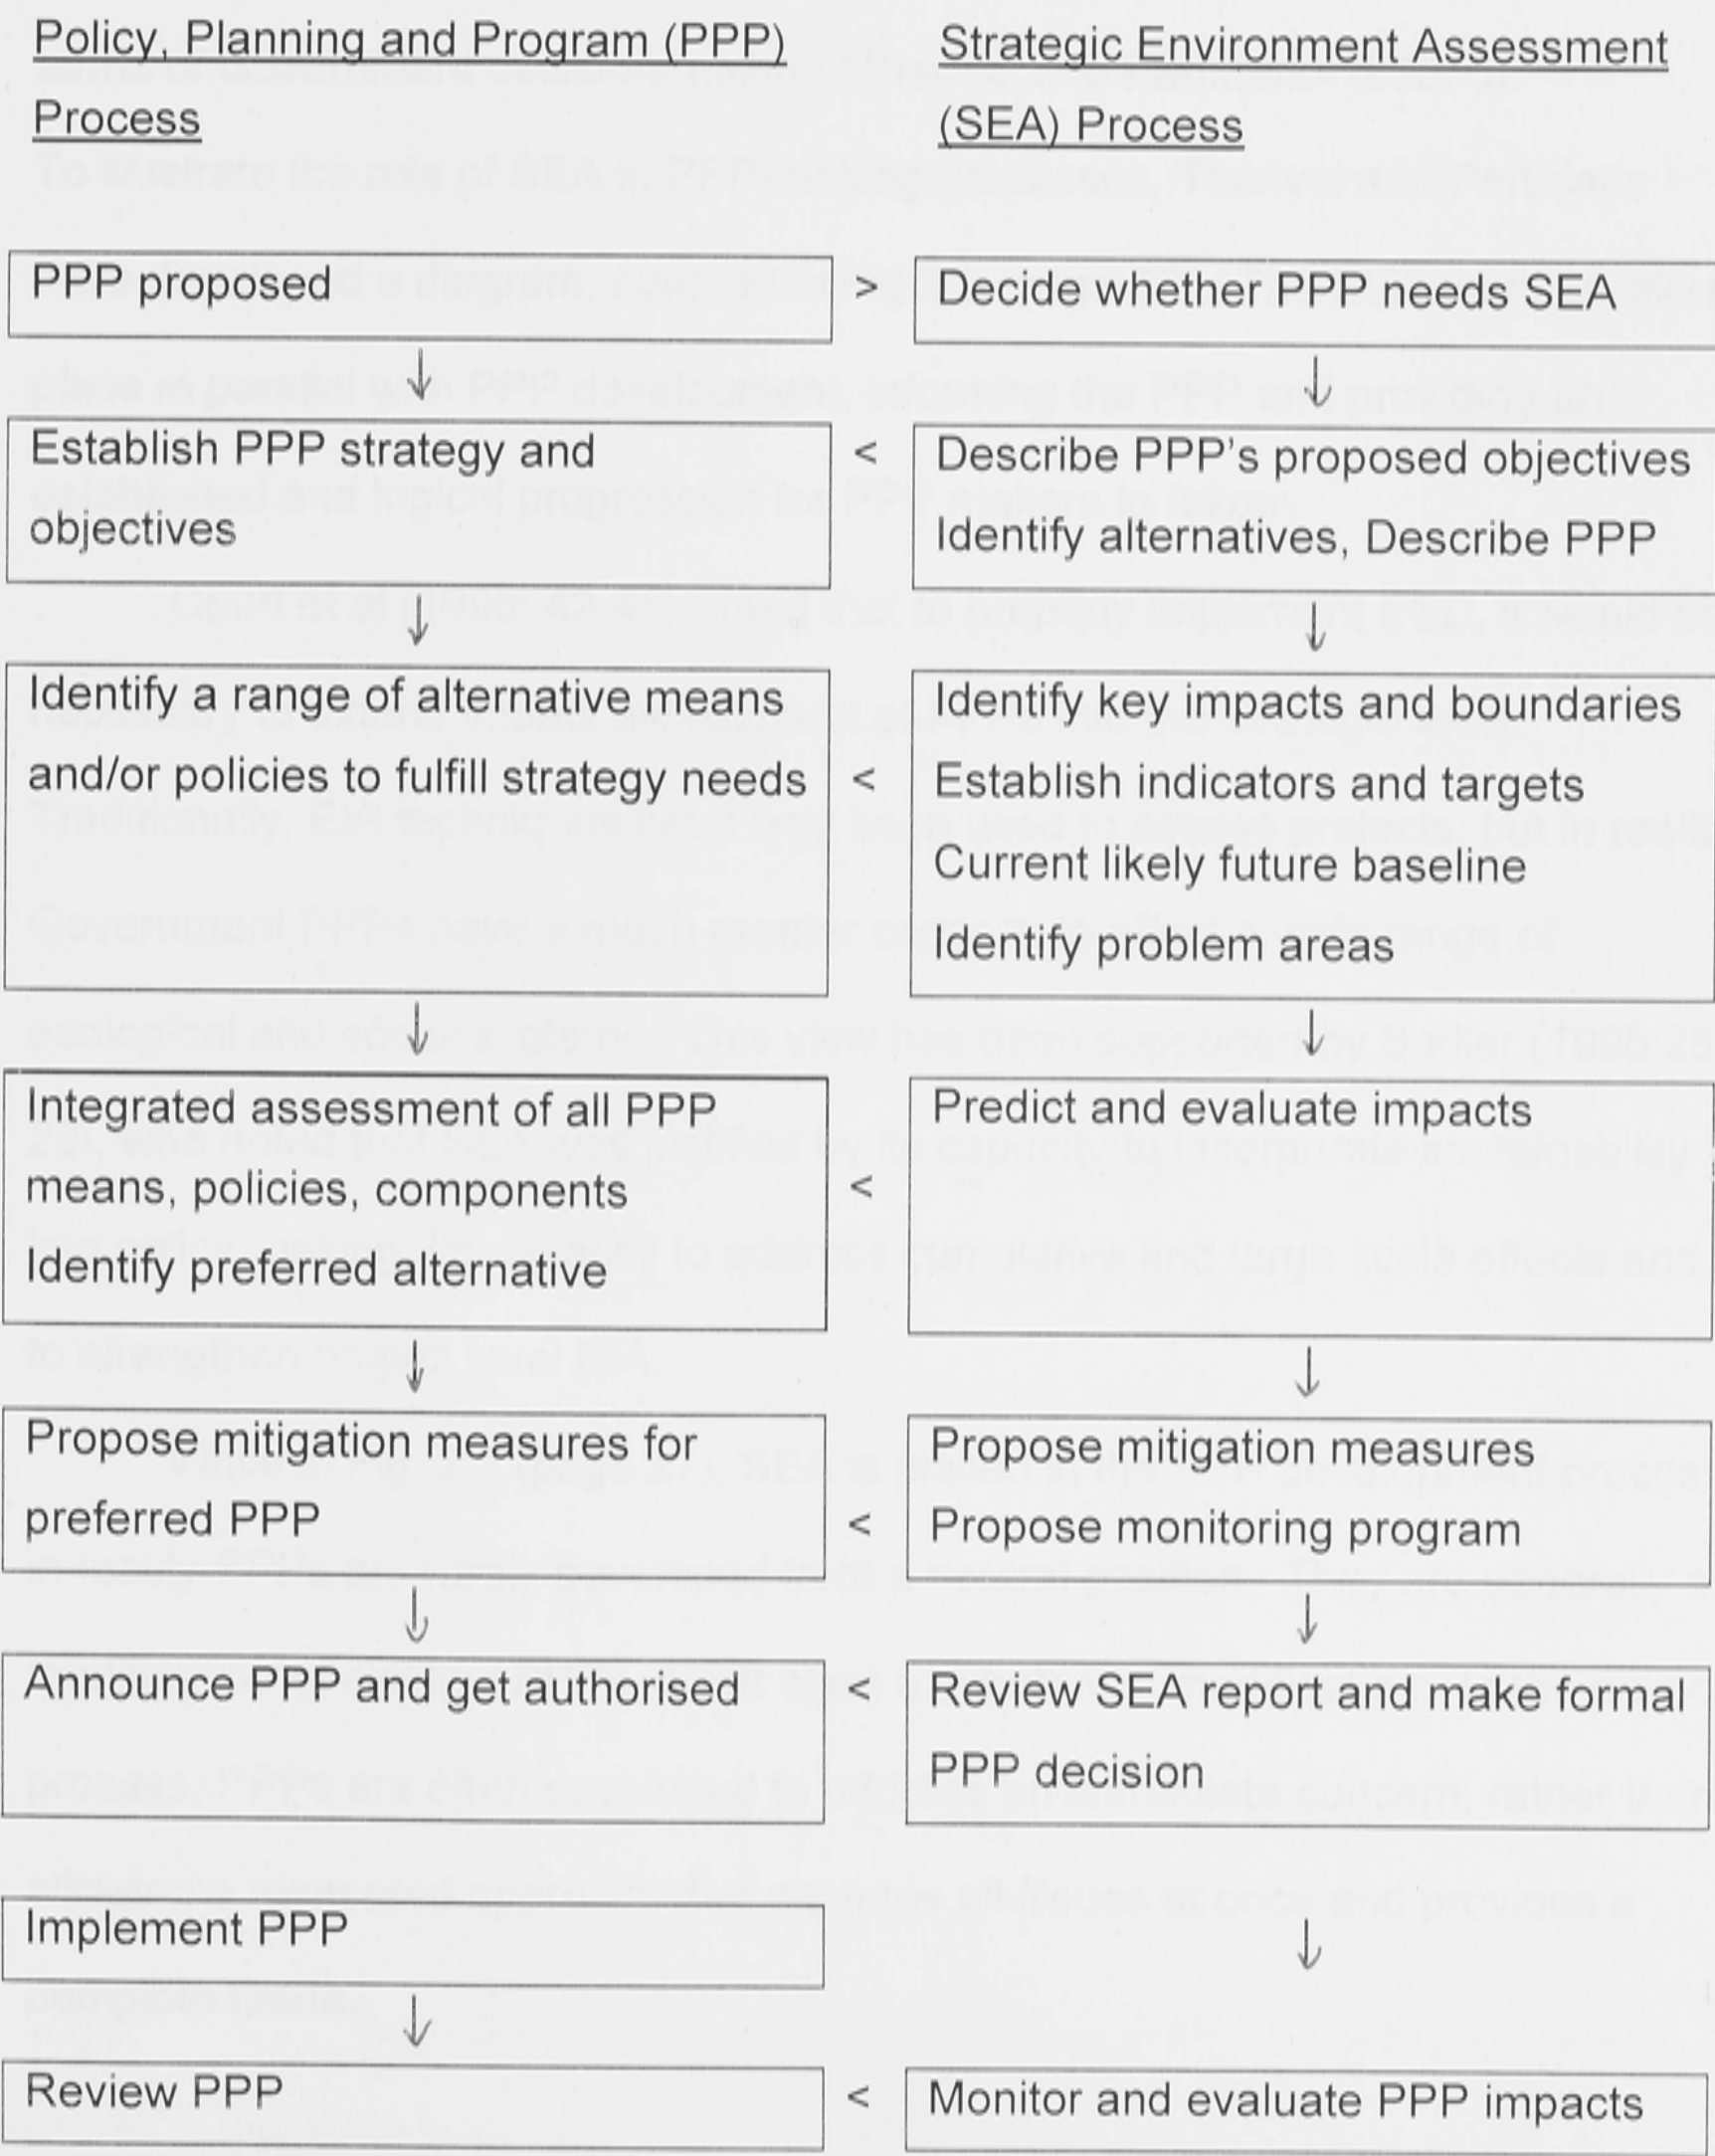 Policy, Planning and Program (PPP)
Process
Strategic Environment Assessment
(SEA) Process
PPP proposed
>
Decide whether PPP needs SEA
Establish PPP strategy and
objectives
<
Describe PPP's proposed objectives
Identify alternatives, Describe PPP
Identify a range of alternative means
and/or policies to fulfill strategy needs
<
Identify key impacts and boundaries
Establish indicators and targets
Current likely future baseline
Identify problem areas
Integrated assessment of all PPP
means, policies, components
Identify preferred alternative
<
Predict and evaluate impacts
Propose mitigation measures for
preferred PPP
<
Propose mitigation measures
Propose monitoring program
Announce PPP and get authorised
<
Review SEA report and make formal
PPP decision
Implement PPP
Review PPP
<
Monitor and evaluate PPP impacts